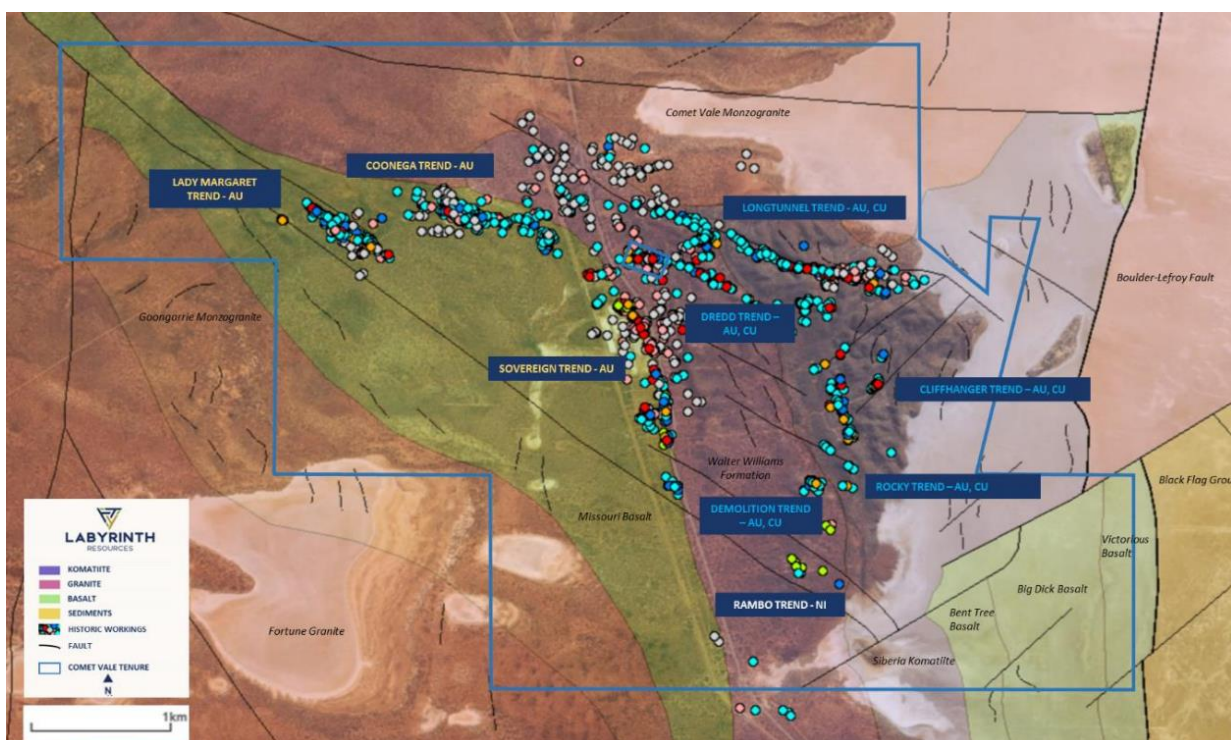 Comet Vale Monzogranite
COONEGA TREND - AU
LADY MARGARET
TREND - AU
LONGTUNNEL TREND - AU, CU
Boulder-Lefroy Fault
Goongarrie Monzogranite
DREDD TREND –
AU, CU
SOVEREIGN TREND - AU
CLIFFHANGER TREND – AU, CU
Walter Williams
Formation
Black Flag Grou
ROCKY TREND – AU, CU
DEMOLITION TREND
– AU, CU
Missouri Basalt
Victorious
Basalt
Big Dick Basalt
RAMBO TREND - NI
Bent Tree
Basalt
Fortune Granite
Siberia Komatiite
LABYRINTH
RESOURCES
KOMATIITE
GRANITE
BASALT
SEDIMENTS
HISTORIC WORKINGS
FAULT
COMET VALE TENURE
N
1km